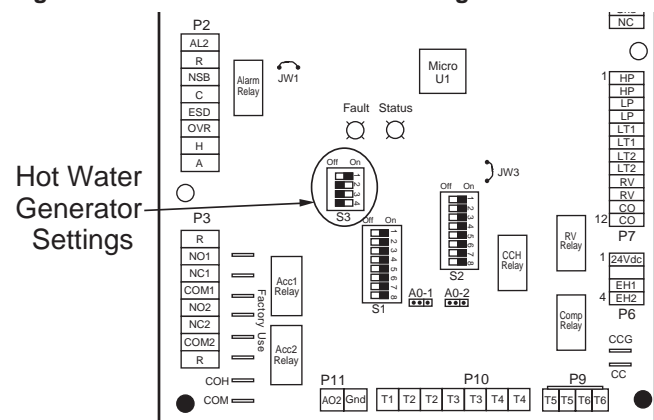 P2
AL2
R
NSB
C
ESD
OVR
H
A
Alarm
Relay
JW1
Micro
U1
Fault Status
Off On
1
2
3
4
S3
Hot Water
Generator
Settings
JW3
NC
1 HP
HP
LP
LP
LT1
LT1
LT2
LT2
RV
RV
CO
12 CO
P7
P3
R
NO1
NC1
COM1
NO2
NC2
COM2
R
COH
COM
Factory Use
Acc1
Relay
Acc2
Relay
Off On
1
2
3
4
5
6
7
8
S1
Off On
1
2
3
4
5
6
7
8
S2
A0-1
A0-2
CCH
Relay
RV
Relay
Comp
Relay
1 24Vdc
EH1
4 EH2
P6
CCG
CC
P11
AO2 Gnd
P10
T1 T2 T2 T3 T3 T4 T4
P9
T5 T5 T6 T6